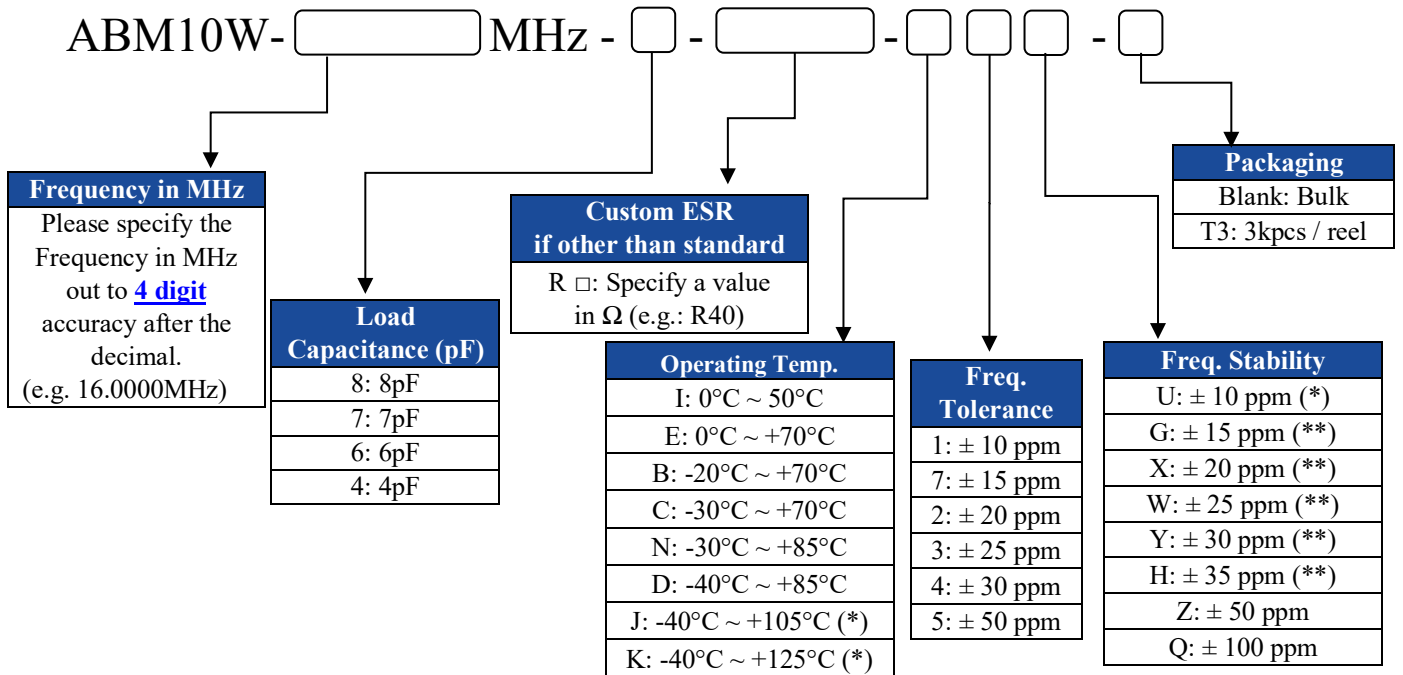 ABM10W- MHz - - - -
Frequency in MHz
Please specify the
Frequency in MHz
out to 4 digit
accuracy after the
decimal.
(e.g. 16.0000MHz)
Load
Capacitance (pF)
8: 8pF
7: 7pF
6: 6pF
4: 4pF
Custom ESR
if other than standard
R □: Specify a value
in Ω (e.g.: R40)
Operating Temp.
I: 0°C ~ 50°C
E: 0°C ~ +70°C
B: -20°C ~ +70°C
C: -30°C ~ +70°C
N: -30°C ~ +85°C
D: -40°C ~ +85°C
J: -40°C ~ +105°C (*)
K: -40°C ~ +125°C (*)
Freq.
Tolerance
1: ± 10 ppm
7: ± 15 ppm
2: ± 20 ppm
3: ± 25 ppm
4: ± 30 ppm
5: ± 50 ppm
Freq. Stability
U: ± 10 ppm (*)
G: ± 15 ppm (**)
X: ± 20 ppm (**)
W: ± 25 ppm (**)
Y: ± 30 ppm (**)
H: ± 35 ppm (**)
Z: ± 50 ppm
Q: ± 100 ppm
Packaging
Blank: Bulk
T3: 3kpcs / reel